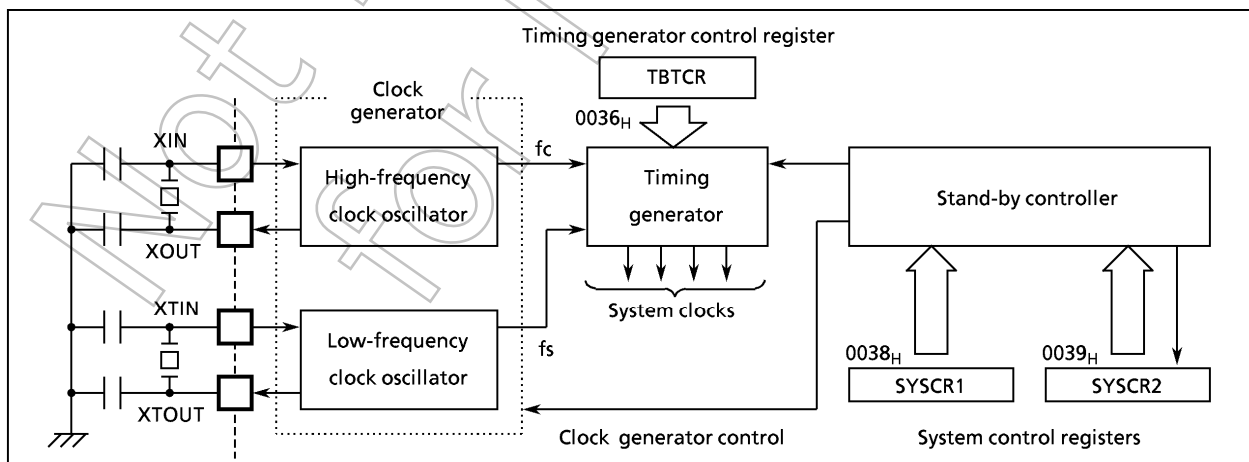 Timing generator control register
TBTCR
0036H
Clock
generator
XIN
XOUT
High-frequency
clock oscillator
fc
Timing
generator
Stand-by controller
System clocks
XTIN
XTOUT
Low-frequency
clock oscillator
fs
0038H
SYSCR1
0039H
SYSCR2
Clock generator control
System control registers
Not
for